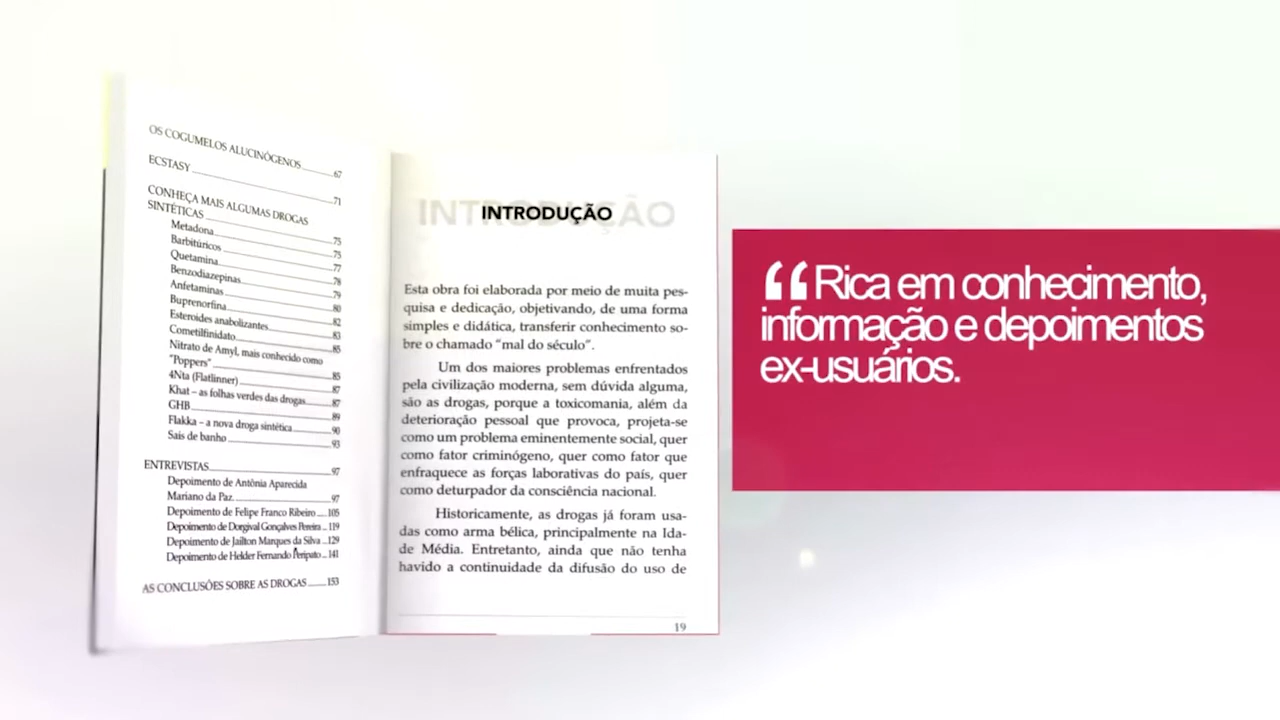 OS COGUMELOS ALUCINÓGENOS 67
ECSTASY 71
CONHEÇA MAIS ALGUMAS DROGAS
SINTÉTICAS 75
Metadona 75
Barbitúricos 77
Quetamina 78
Benzodiazepinas 79
Anfetaminas 80
Buprenorfina 82
Esteroides anabolizantes 83
Cometilfinidato 85
Nitrato de Amyl, mais conhecido como
"Poppers" 85
4Nta (Flatlinner) 87
Khat – as folhas verdes das drogas 87
GHB 89
Flakka – a nova droga sintética 90
Sais de banho 93
ENTREVISTAS 97
Depoimento de Antônia Aparecida
Mariano da Paz 97
Depoimento de Felipe Franco Ribeiro 105
Depoimento de Dorgival Gonçalves Pereira 119
Depoimento de Jailton Marques da Silva 129
Depoimento de Helder Fernando Peripato 141
AS CONCLUSÕES SOBRE AS DROGAS 153
INTRODUÇÃO
INTRODUÇÃO
Esta obra foi elaborada por meio de muita pes-
quisa e dedicação, objetivando, de uma forma
simples e didática, transferir conhecimento so-
bre o chamado “mal do século”.
Um dos maiores problemas enfrentados
pela civilização moderna, sem dúvida alguma,
são as drogas, porque a toxicomania, além da
deterioração pessoal que provoca, projeta-se
como um problema eminentemente social, quer
como fator criminógeno, quer como fator que
enfraquece as forças laborativas do país, quer
como deturpador da consciência nacional.
Historicamente, as drogas já foram usa-
das como arma bélica, principalmente na Ida-
de Média. Entretanto, ainda que não tenha
havido a continuidade da difusão do uso de
19
“Rica em conhecimento,
informação e depoimentos
ex-usuários.